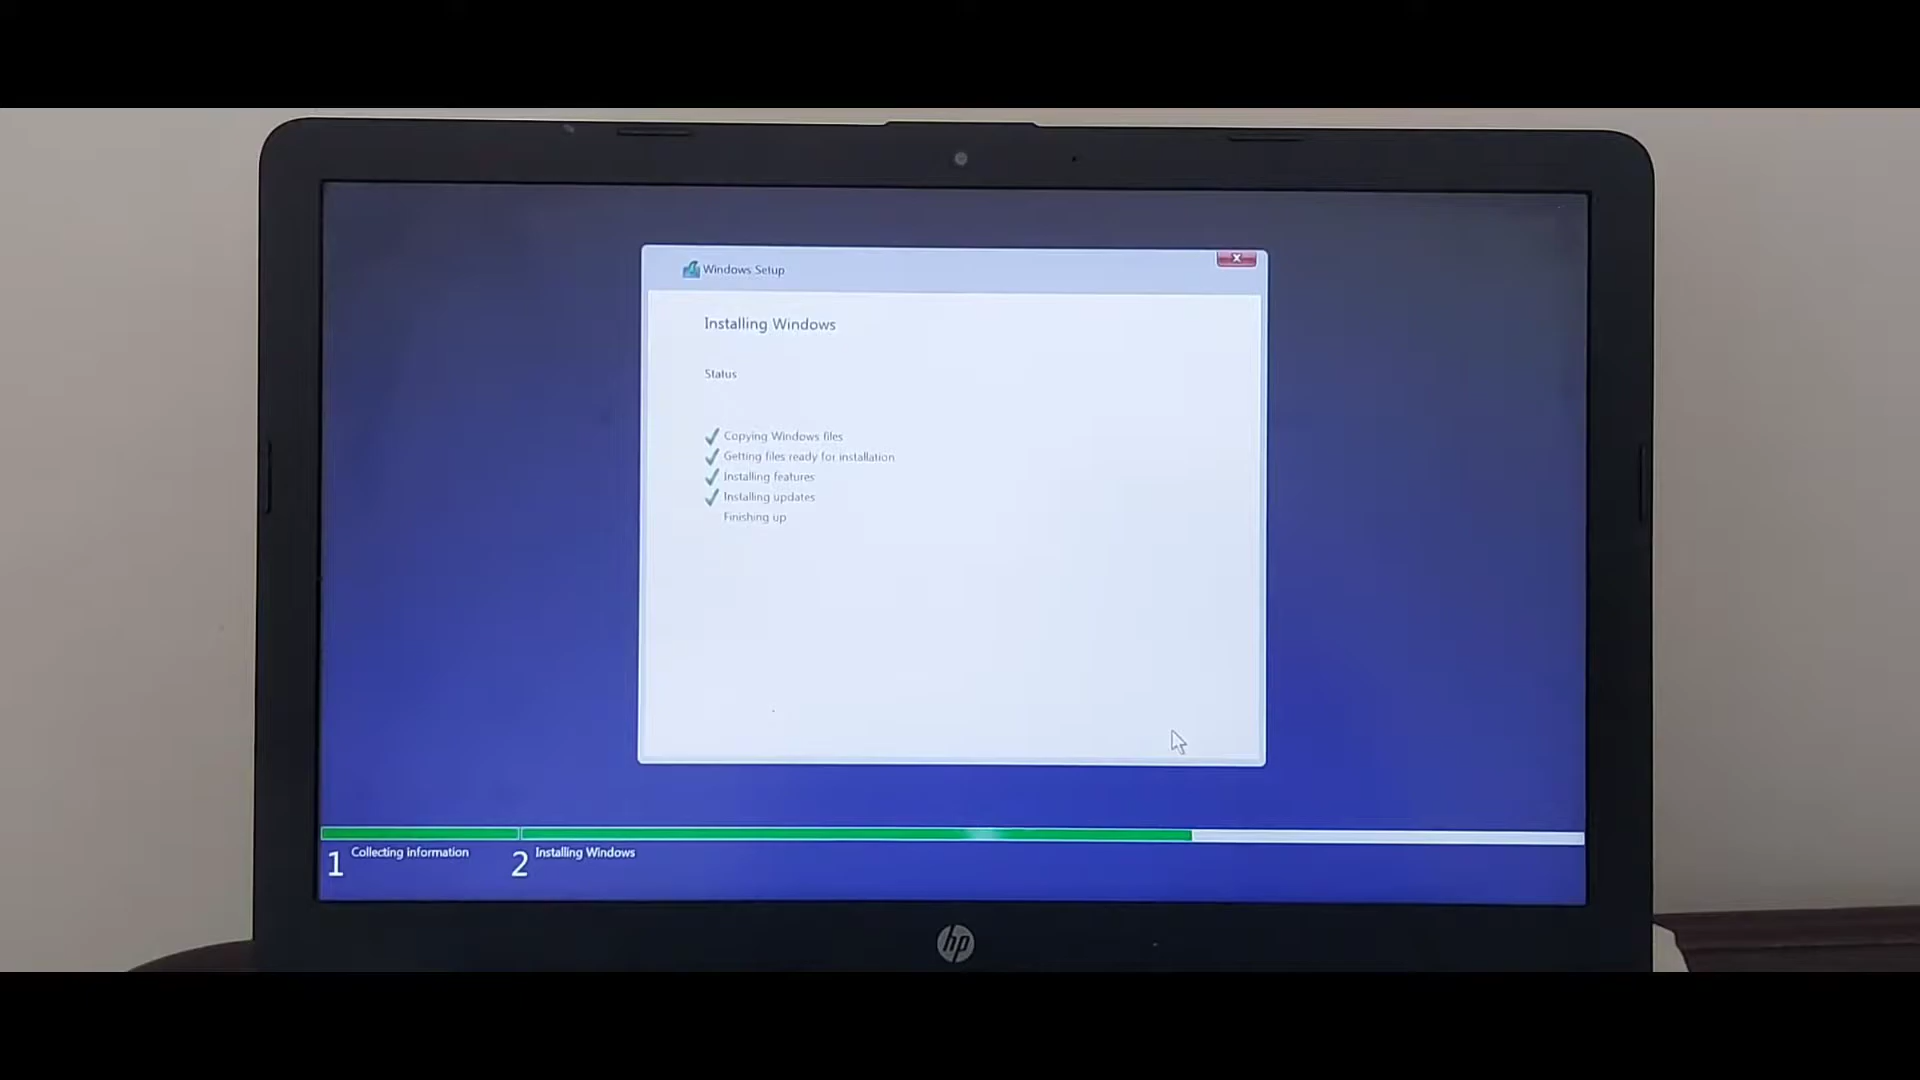 Windows Setup
Installing Windows
Status
Copying Windows files
Getting files ready for installation
Installing features
Installing updates
Finishing up
1 Collecting information
2 Installing Windows
hp